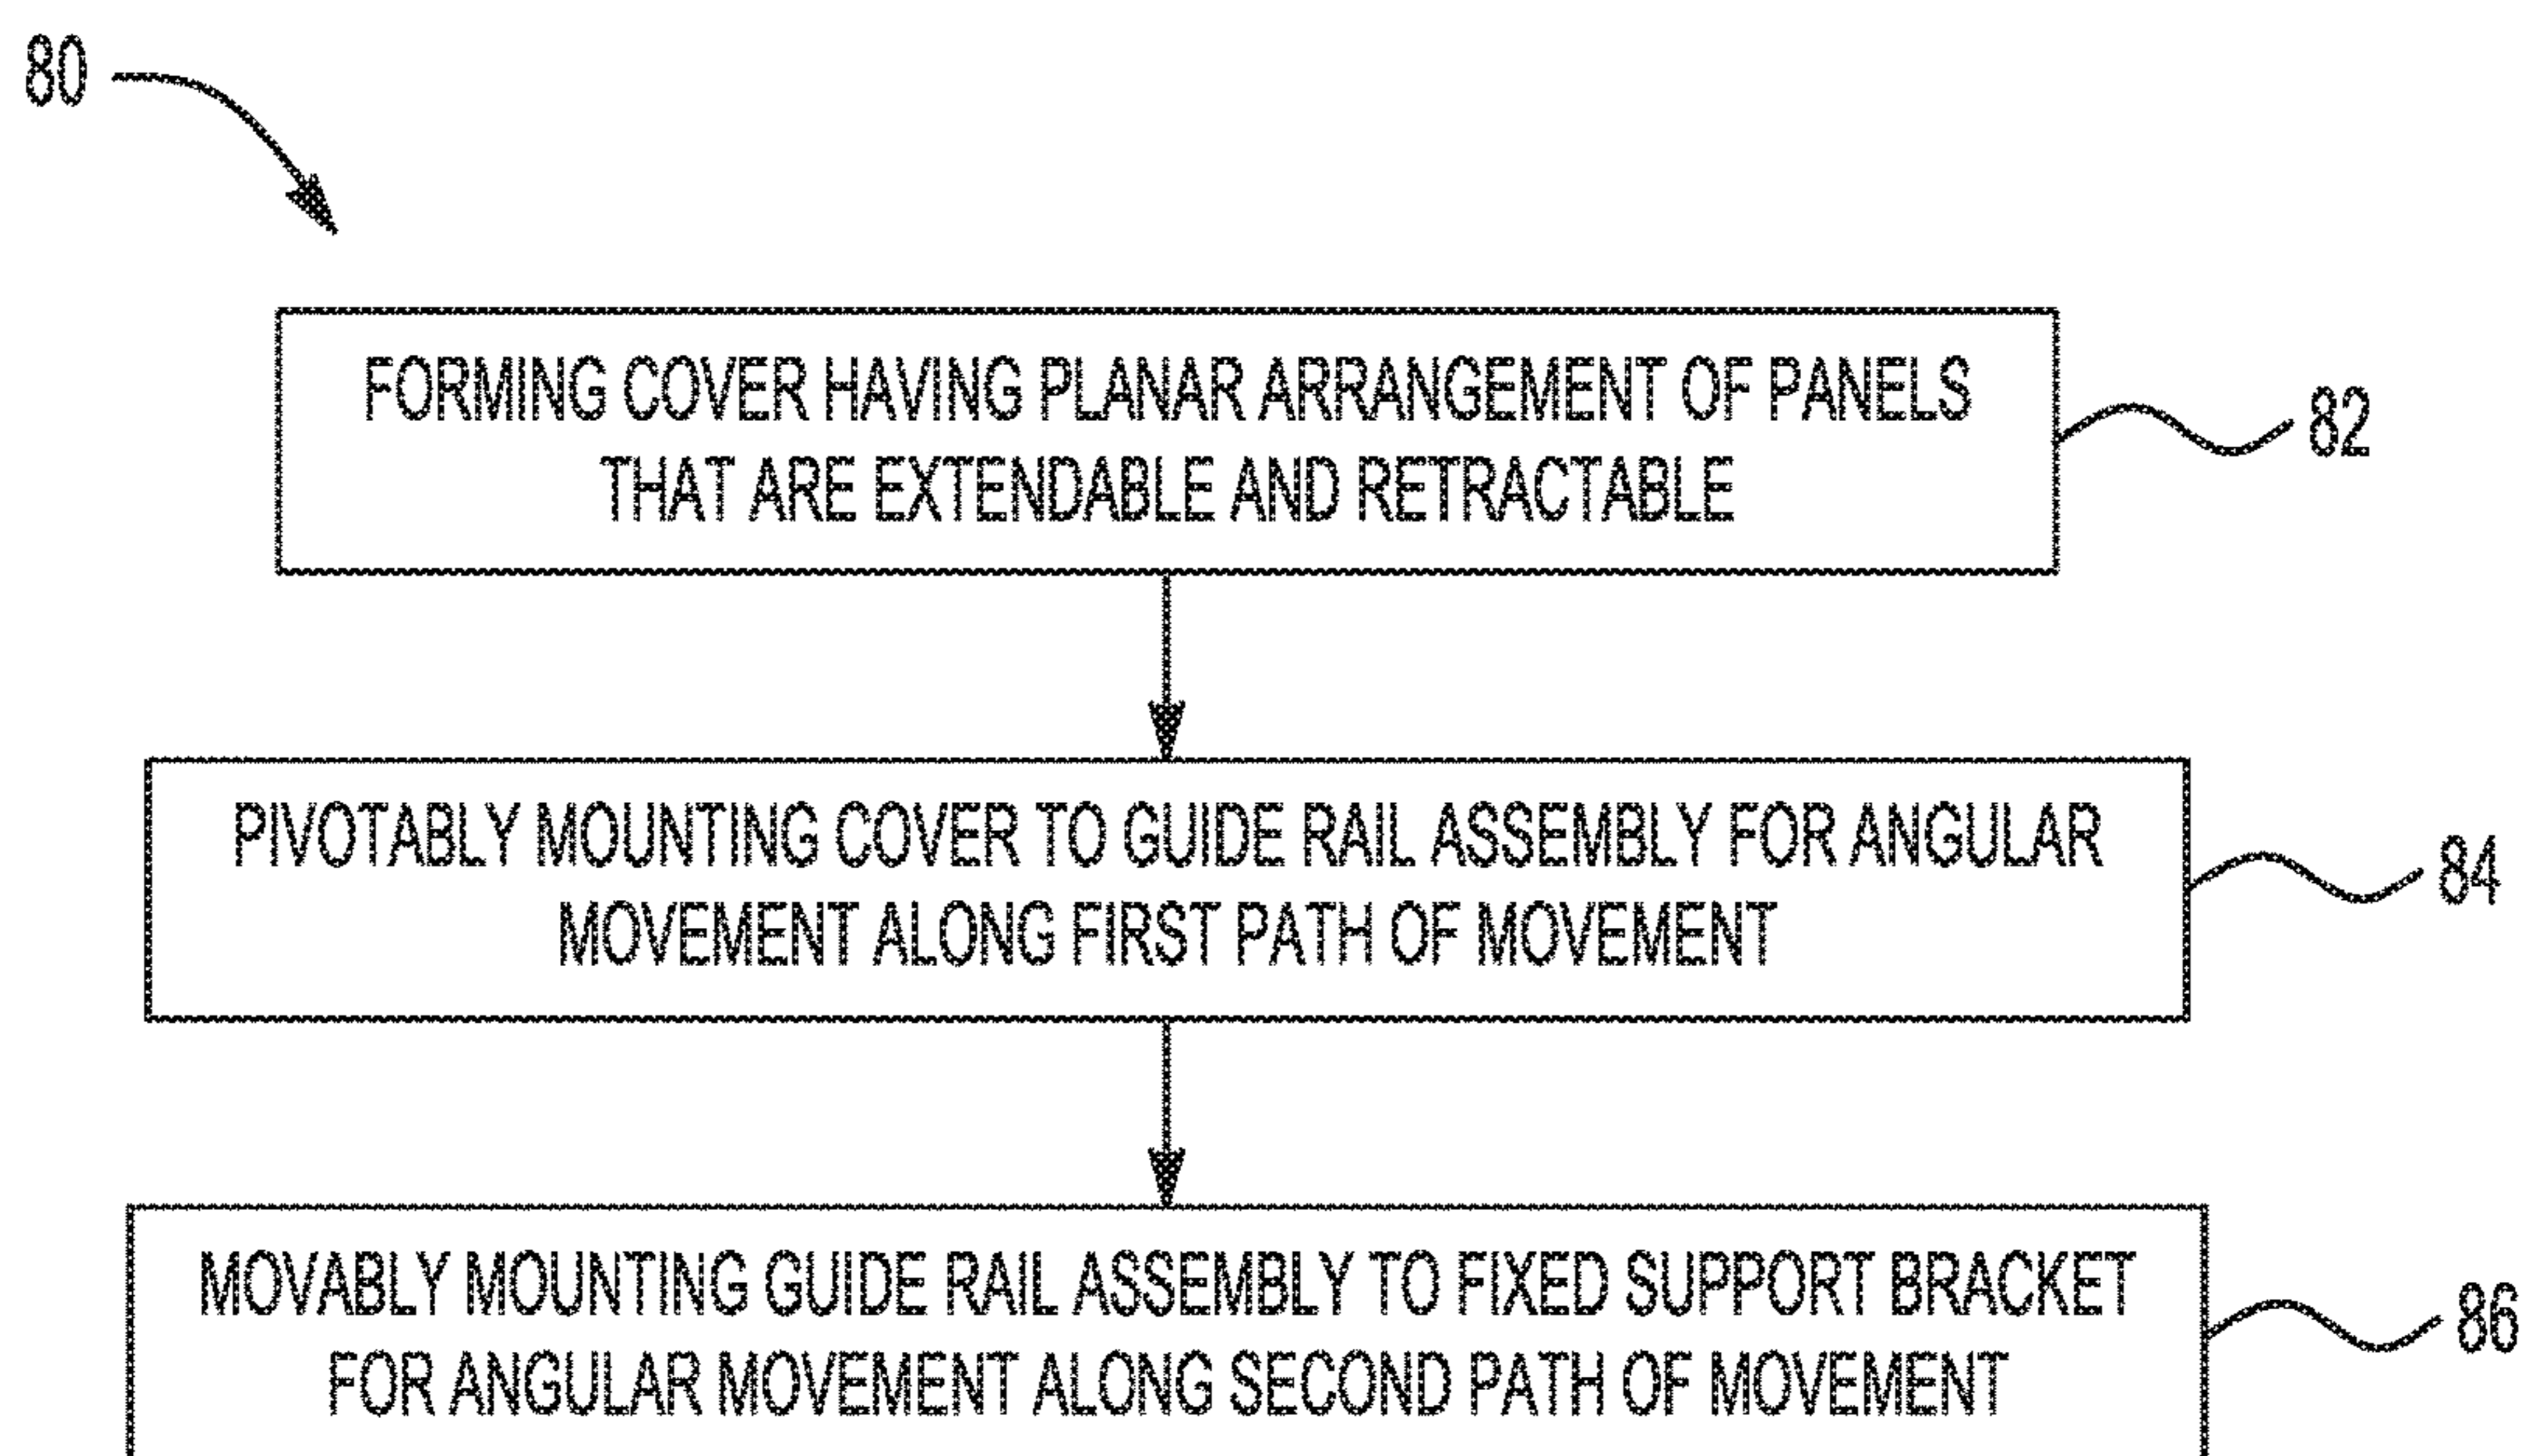 80
FORMING COVER HAVING PLANAR ARRANGEMENT OF PANELS
THAT ARE EXTENDABLE AND RETRACTABLE
82
PIVOTABLY MOUNTING COVER TO GUIDE RAIL ASSEMBLY FOR ANGULAR
MOVEMENT ALONG FIRST PATH OF MOVEMENT
84
MOVABLY MOUNTING GUIDE RAIL ASSEMBLY TO FIXED SUPPORT BRACKET
FOR ANGULAR MOVEMENT ALONG SECOND PATH OF MOVEMENT
86